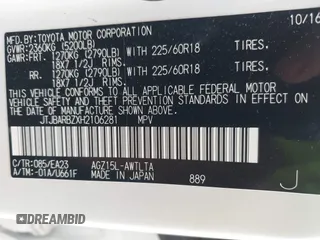 MFD.BY:TOYOTA MOTOR CORPORATION 10/16
GVWR:2360KG (5200LB)
GAWR:FRT. 1270KG (2790LB) WITH 225/60R18
TIRES, 18X7 1/2J RIMS.
RR. 1270KG (2790LB) WITH 225/60R18
TIRES, 18X7 1/2J RIMS.
THIS VEHICLE CONFORMS TO ALL APPLICABLE
FEDERAL MOTOR VEHICLE SAFETY AND
THEFT PREVENTION STANDARDS IN EFFECT ON
THE DATE OF MANUFACTURE SHOWN ABOVE.
JTJBARBZXH2106281 MPV
C/TR:085/EA23 AGZ15L-AWTLTA
A/TM:-01A/U661F MADE IN JAPAN 889 J
POWERED BY
AUTOBIDCAR